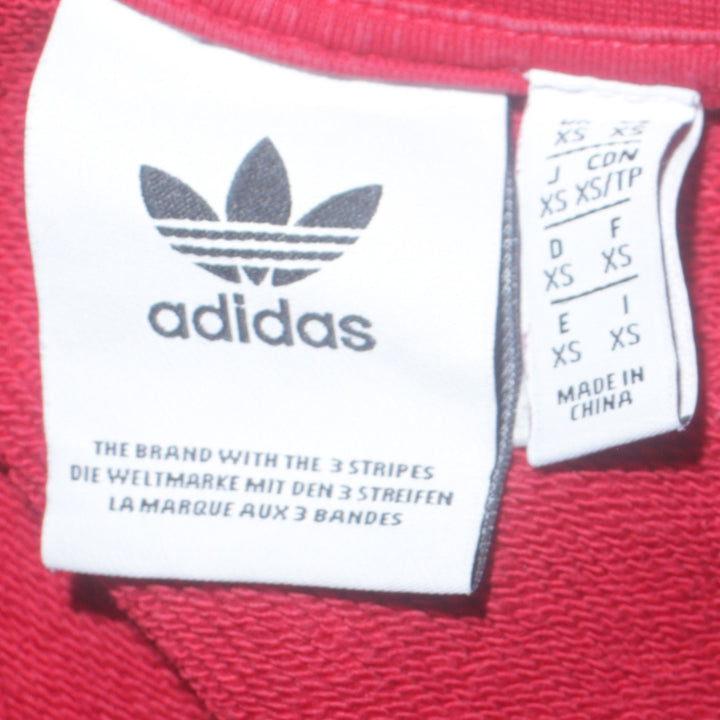 adidas
THE BRAND WITH THE 3 STRIPES
DIE WELTMARKE MIT DEN 3 STREIFEN
LA MARQUE AUX 3 BANDES
XS XS
J CDN
XS XS/TP
D F
XS XS
E I
XS XS
MADE IN
CHINA